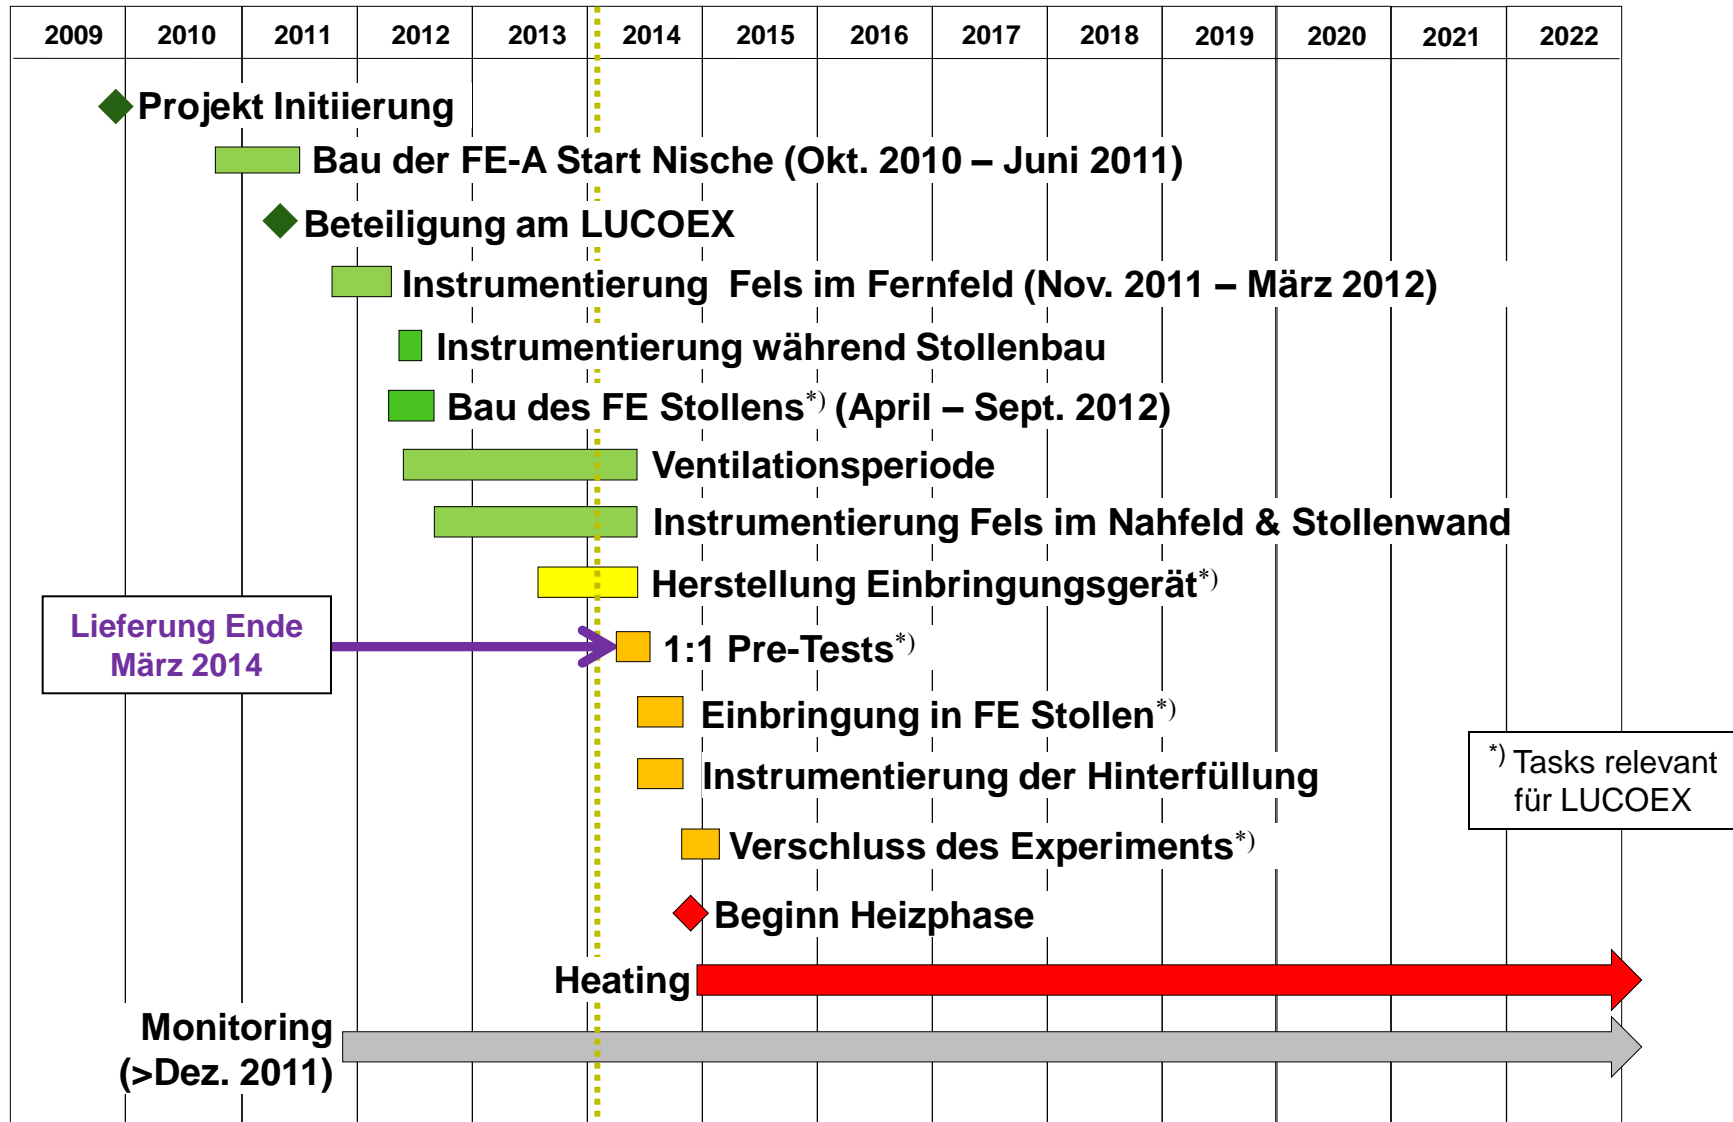 2009 2010 2011 2012 2013 2014 2015 2016 2017 2018 2019 2020 2021 2022
Projekt Initiierung
Bau der FE-A Start Nische (Okt. 2010 – Juni 2011)
Beteiligung am LUCOEX
Instrumentierung Fels im Fernfeld (Nov. 2011 – März 2012)
Instrumentierung während Stollenbau
Bau des FE Stollens*) (April – Sept. 2012)
Ventilationsperiode
Instrumentierung Fels im Nahfeld & Stollenwand
Herstellung Einbringungsgerät*)
Lieferung Ende
März 2014
1:1 Pre-Tests*)
Einbringung in FE Stollen*)
Instrumentierung der Hinterfüllung
*) Tasks relevant
für LUCOEX
Verschluss des Experiments*)
Beginn Heizphase
Heating
Monitoring
(>Dez. 2011)